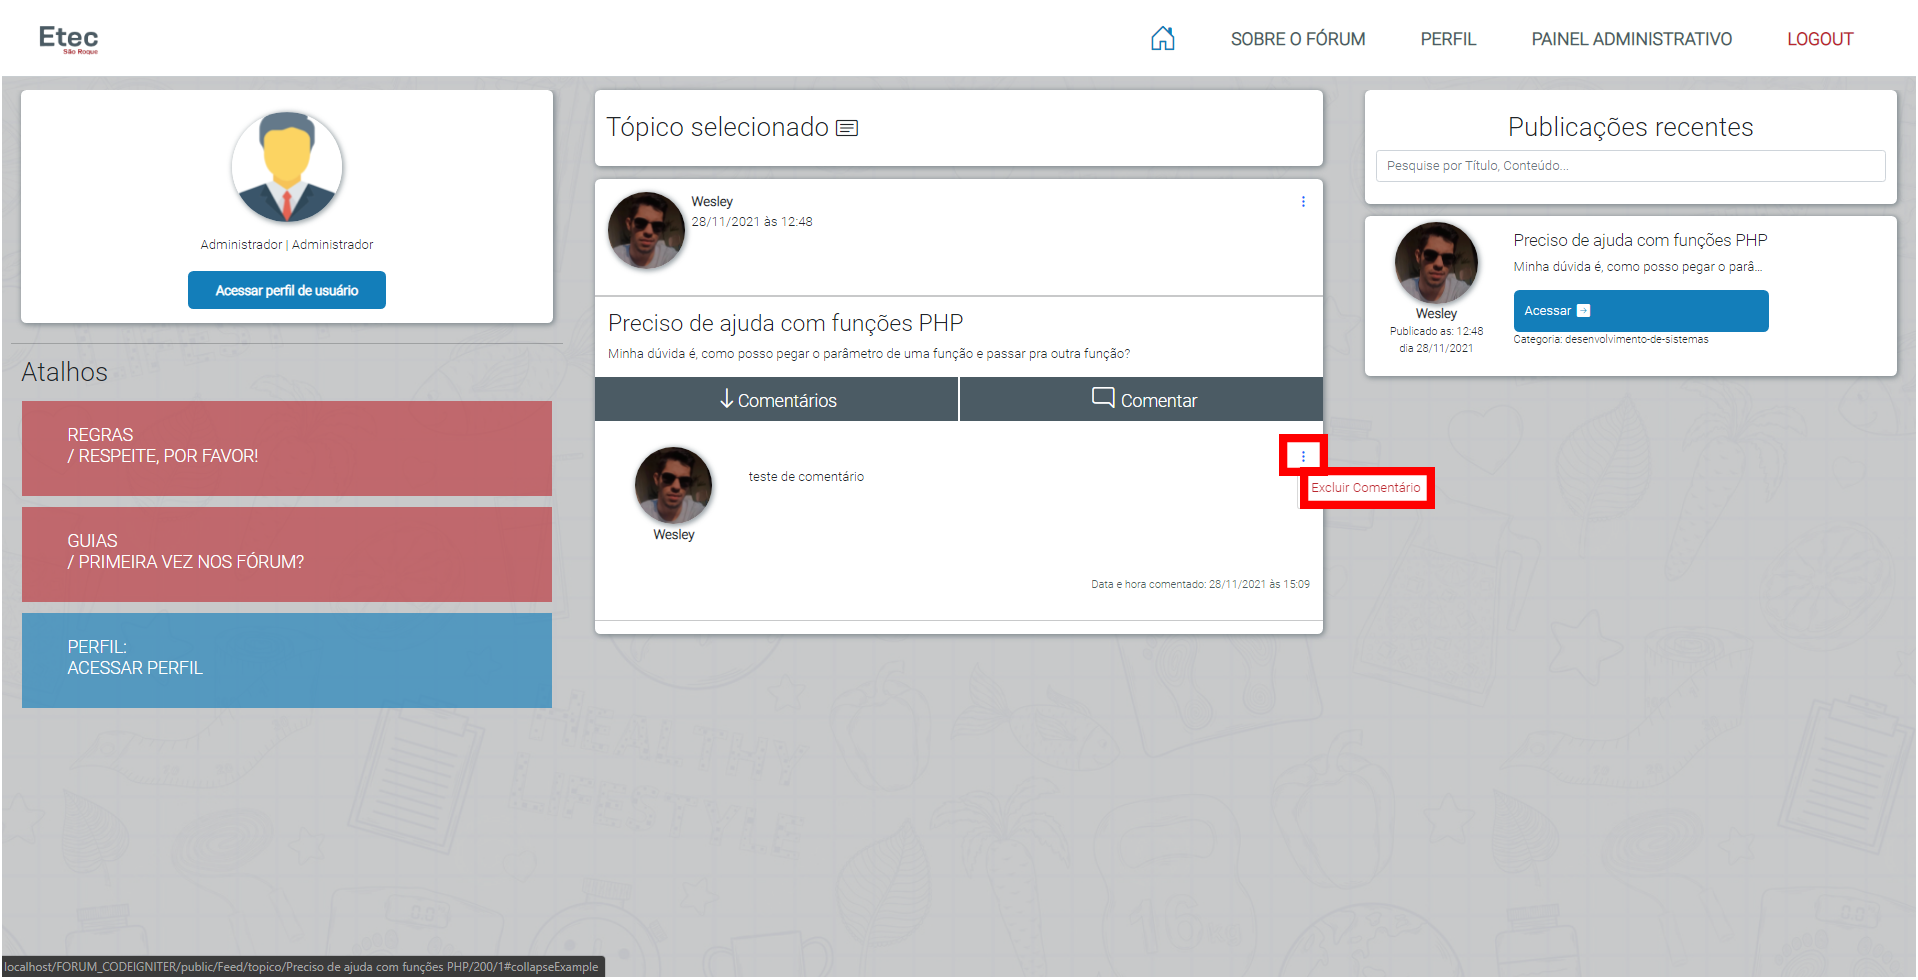 Etec
São Roque
SOBRE O FÓRUM
PERFIL
PAINEL ADMINISTRATIVO
LOGOUT
Administrador | Administrador
Acessar perfil de usuário
Atalhos
REGRAS
/ RESPEITE, POR FAVOR!
GUIAS
/ PRIMEIRA VEZ NOS FÓRUM?
PERFIL:
ACESSAR PERFIL
Tópico selecionado
Wesley
28/11/2021 às 12:48
Preciso de ajuda com funções PHP
Minha dúvida é, como posso pegar o parâmetro de uma função e passar pra outra função?
Comentários
Comentar
teste de comentário
Excluir Comentário
Wesley
Data e hora comentado: 28/11/2021 às 15:09
Publicações recentes
Pesquise por Título, Conteúdo...
Preciso de ajuda com funções PHP
Minha dúvida é, como posso pegar o parâ...
Acessar
Wesley
Publicado as: 12:48
dia 28/11/2021
Categoria: desenvolvimento-de-sistemas
HEALTHY
LIFESTYLE
localhost/FORUM_CODEIGNITER/public/Feed/topico/Preciso de ajuda com funções PHP/200/1#collapseExample